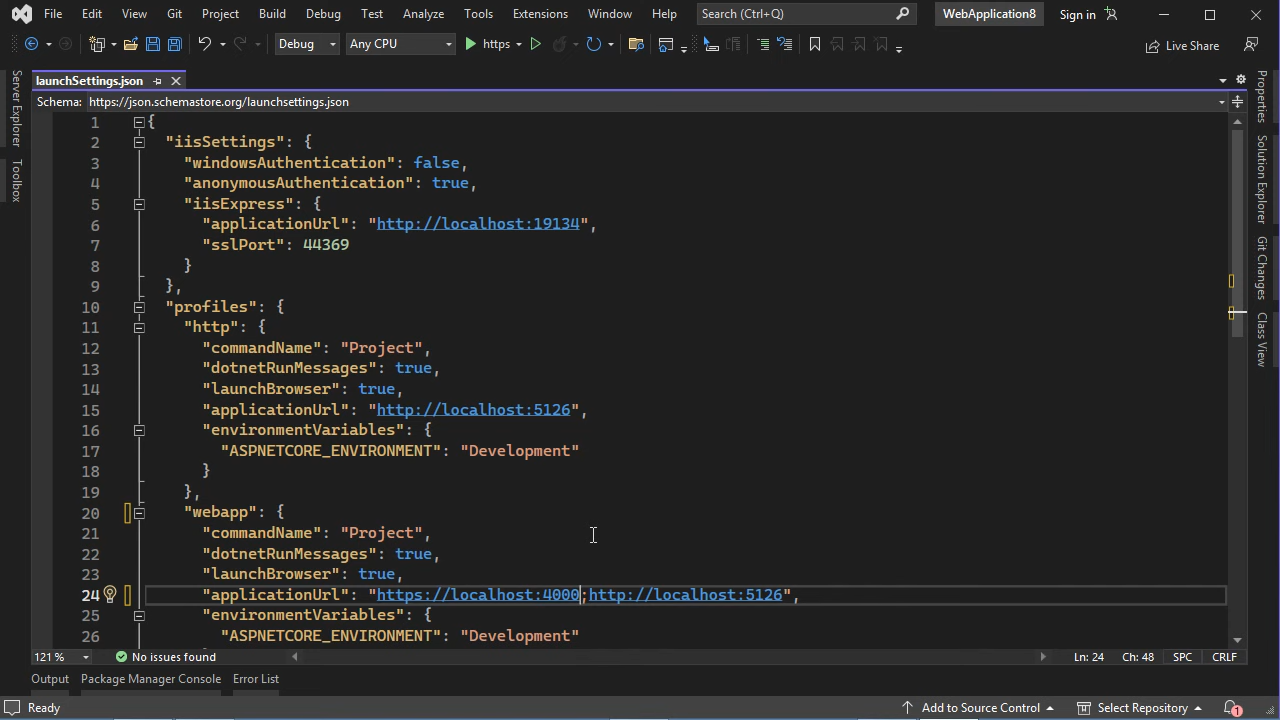 File Edit View Git Project Build Debug Test Analyze Tools Extensions Window Help Search (Ctrl+Q) WebApplication8 Sign in
Debug Any CPU https Live Share
launchSettings.json
Schema: https://json.schemastore.org/launchsettings.json
1 {
2 "iisSettings": {
3 "windowsAuthentication": false,
4 "anonymousAuthentication": true,
5 "iisExpress": {
6 "applicationUrl": "http://localhost:19134",
7 "sslPort": 44369
8 }
9 },
10 "profiles": {
11 "http": {
12 "commandName": "Project",
13 "dotnetRunMessages": true,
14 "launchBrowser": true,
15 "applicationUrl": "http://localhost:5126",
16 "environmentVariables": {
17 "ASPNETCORE_ENVIRONMENT": "Development"
18 }
19 },
20 "webapp": {
21 "commandName": "Project",
22 "dotnetRunMessages": true,
23 "launchBrowser": true,
24 "applicationUrl": "https://localhost:4000;http://localhost:5126",
25 "environmentVariables": {
26 "ASPNETCORE_ENVIRONMENT": "Development"
121 % No issues found Ln: 24 Ch: 48 SPC CRLF
Output Package Manager Console Error List
Ready Add to Source Control Select Repository 1
Server Explorer
Toolbox
Properties
Solution Explorer
Git Changes
Class View